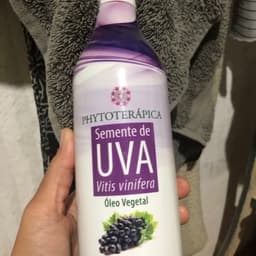 PHYTOTERÁPICA
Semente de
UVA
Vitis vinifera
Óleo Vegetal